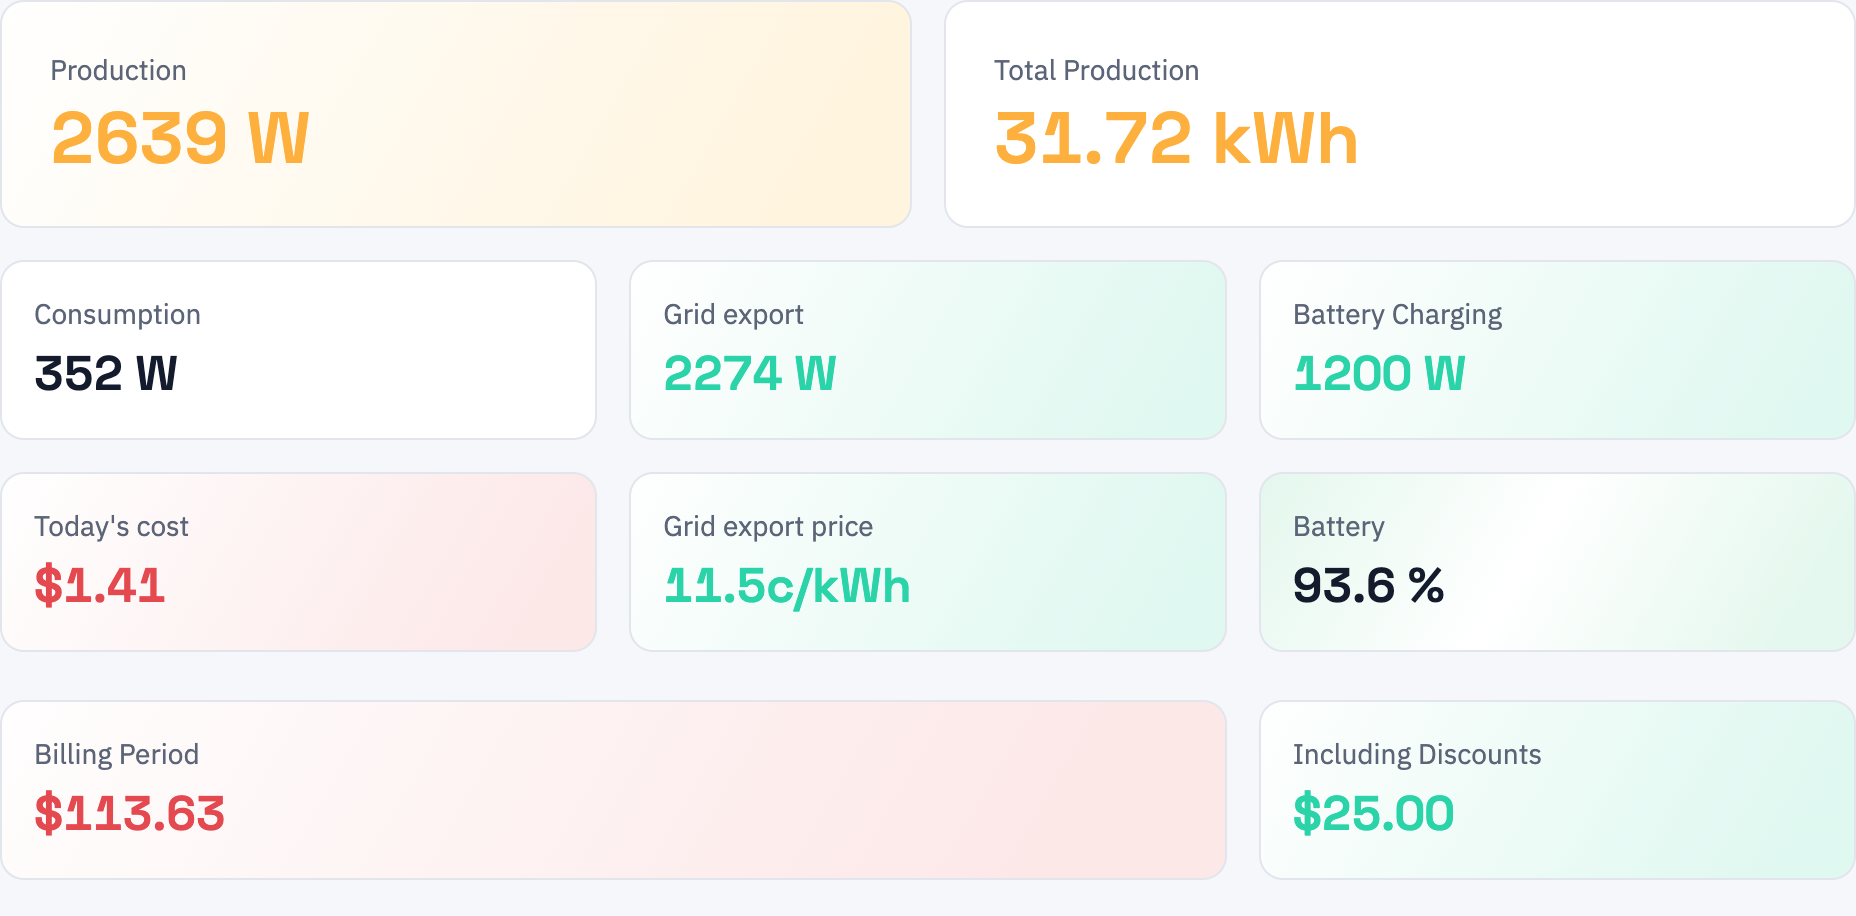 Production
2639 W
Total Production
31.72 kWh
Consumption
352 W
Grid export
2274 W
Battery Charging
1200 W
Today's cost
$1.41
Grid export price
11.5c/kWh
Battery
93.6 %
Billing Period
$113.63
Including Discounts
$25.00